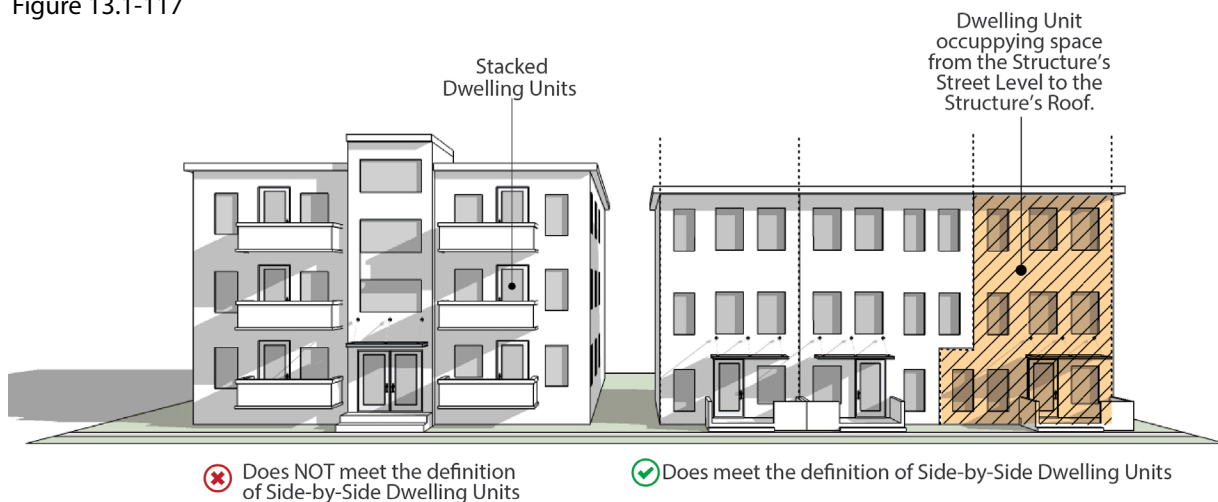 Figure 13.1-117
Stacked
Dwelling Units
Dwelling Unit
occuppying space
from the Structure's
Street Level to the
Structure's Roof.
Does NOT meet the definition
of Side-by-Side Dwelling Units
Does meet the definition of Side-by-Side Dwelling Units